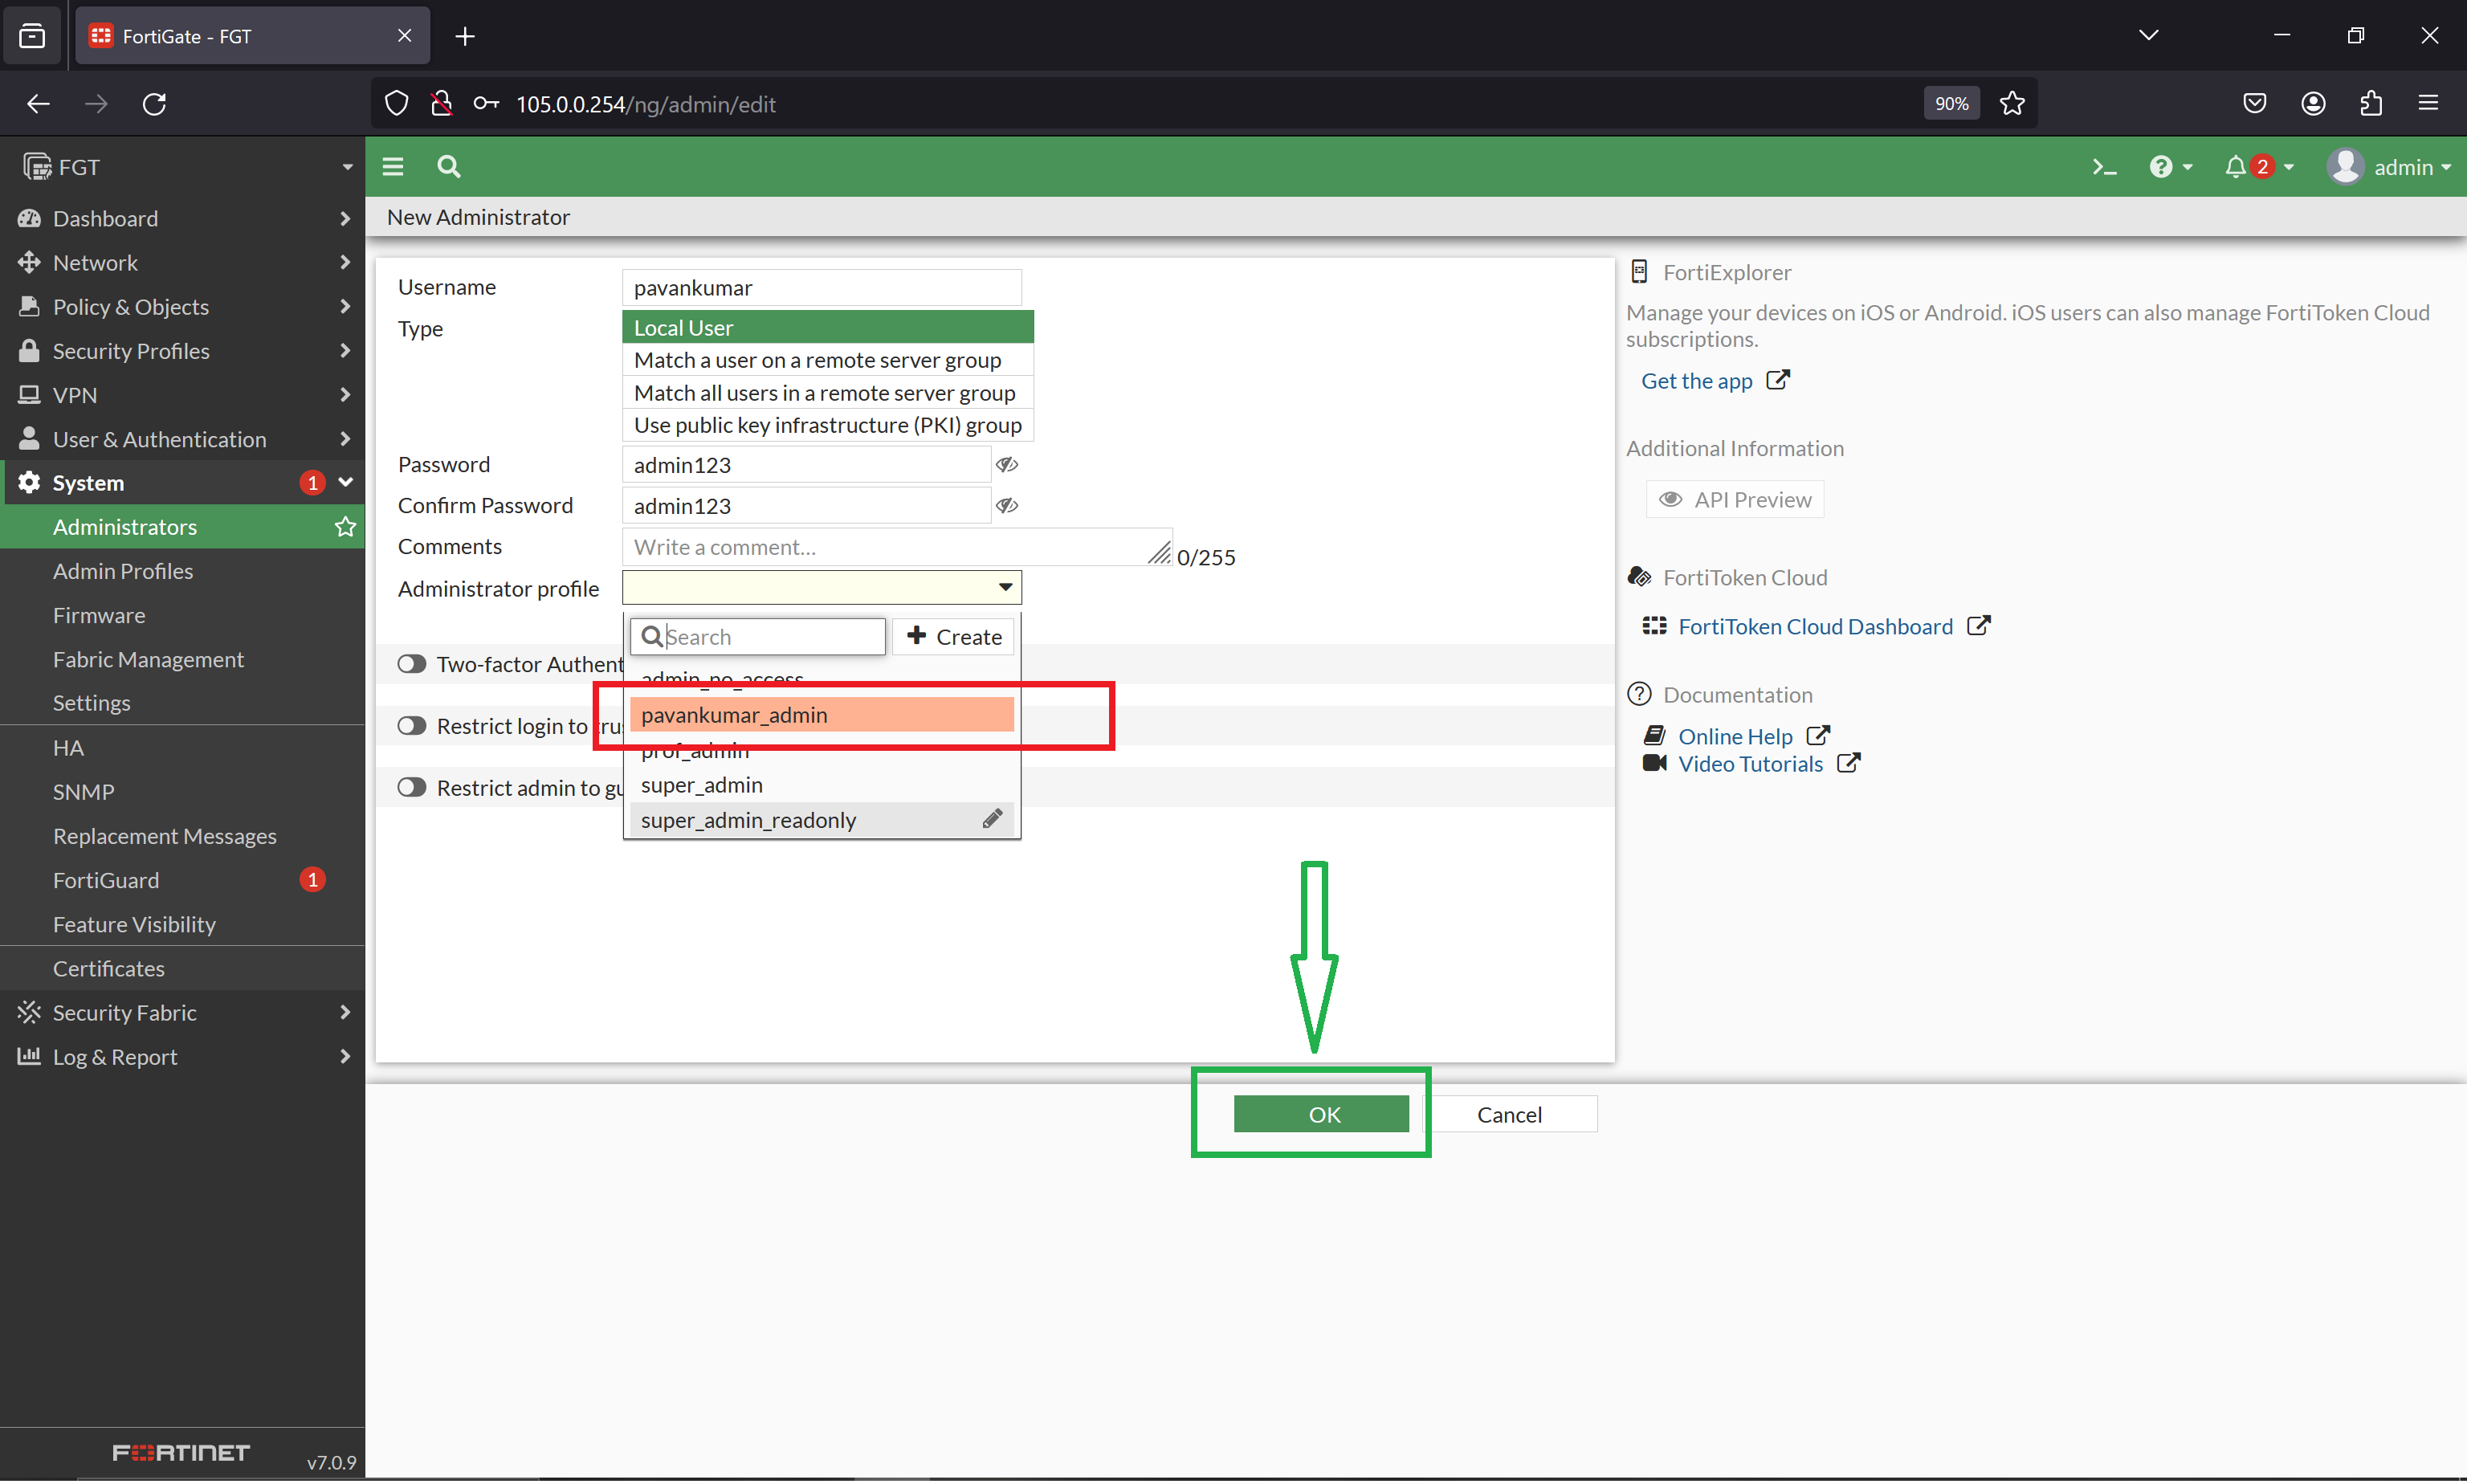 FortiGate - FGT
105.0.0.254/ng/admin/edit
90%
FGT
2
admin
New Administrator
Dashboard
Network
Policy & Objects
Security Profiles
VPN
User & Authentication
System
1
Administrators
Admin Profiles
Firmware
Fabric Management
Settings
HA
SNMP
Replacement Messages
FortiGuard
1
Feature Visibility
Certificates
Security Fabric
Log & Report
FORTINET
v7.0.9
Username
pavankumar
Type
Local User
Match a user on a remote server group
Match all users in a remote server group
Use public key infrastructure (PKI) group
Password
admin123
Confirm Password
admin123
Comments
Write a comment...
0/255
Administrator profile
Search
Create
Two-factor Authent
admin_no_access
pavankumar_admin
Restrict login to trus
prof_admin
super_admin
Restrict admin to gu
super_admin_readonly
OK
Cancel
FortiExplorer
Manage your devices on iOS or Android. iOS users can also manage FortiToken Cloud
subscriptions.
Get the app
Additional Information
API Preview
FortiToken Cloud
FortiToken Cloud Dashboard
Documentation
Online Help
Video Tutorials